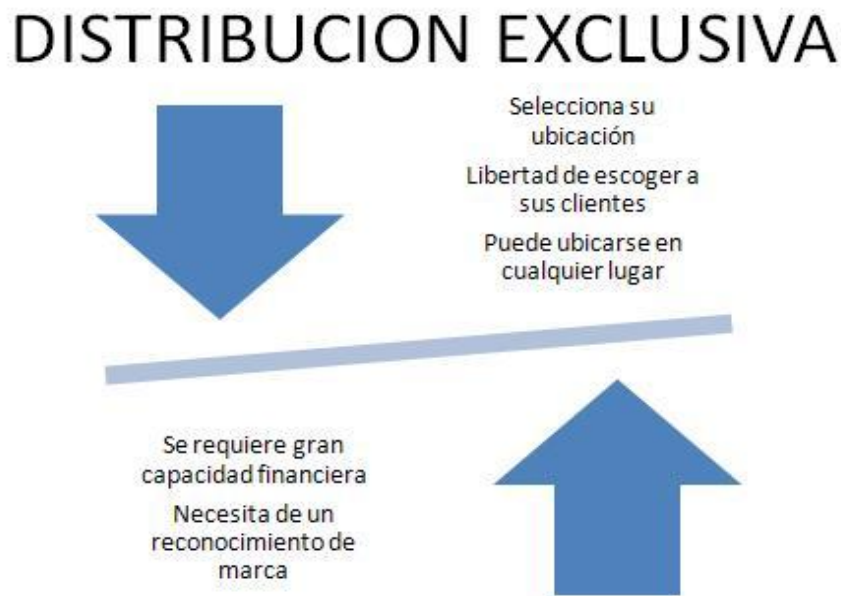 DISTRIBUCION EXCLUSIVA
Selecciona su
ubicación
Libertad de escoger a
sus clientes
Puede ubicarse en
cualquier lugar
Se requiere gran
capacidad financiera
Necesita de un
reconocimiento de
marca